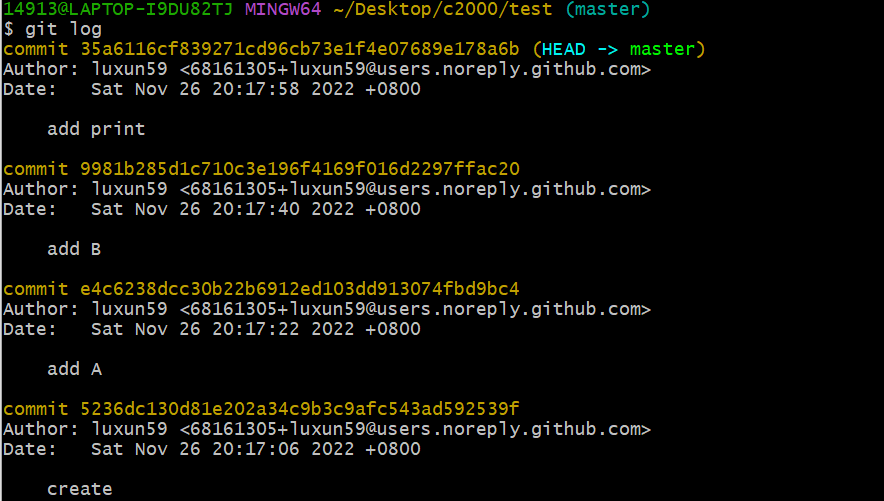 14913@LAPTOP-I9DU82TJ MINGW64 ~/Desktop/c2000/test (master)
$ git log
commit 35a6116cf839271cd96cb73e1f4e07689e178a6b (HEAD -> master)
Author: luxun59 <68161305+luxun59@users.noreply.github.com>
Date:   Sat Nov 26 20:17:58 2022 +0800
    add print
commit 9981b285d1c710c3e196f4169f016d2297ffac20
Author: luxun59 <68161305+luxun59@users.noreply.github.com>
Date:   Sat Nov 26 20:17:40 2022 +0800
    add B
commit e4c6238dcc30b22b6912ed103dd913074fbd9bc4
Author: luxun59 <68161305+luxun59@users.noreply.github.com>
Date:   Sat Nov 26 20:17:22 2022 +0800
    add A
commit 5236dc130d81e202a34c9b3c9afc543ad592539f
Author: luxun59 <68161305+luxun59@users.noreply.github.com>
Date:   Sat Nov 26 20:17:06 2022 +0800
    create